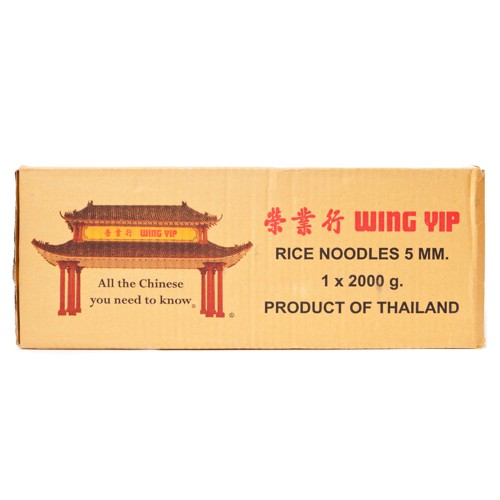 榮業行 WING YIP
All the Chinese
you need to know®
®
榮業行 WING YIP
RICE NOODLES 5 MM.
1 x 2000 g.
PRODUCT OF THAILAND